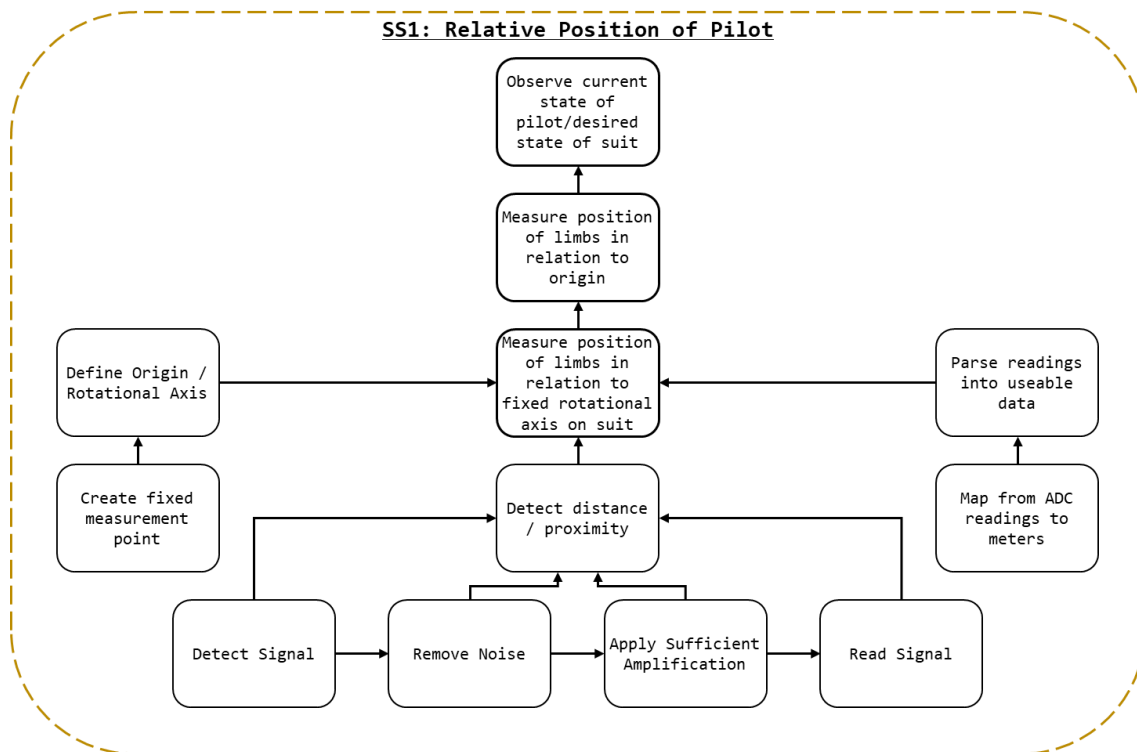 SS1: Relative Position of Pilot
Observe current
state of
pilot/desired
state of suit
Measure position
of limbs in
relation to
origin
Define Origin /
Rotational Axis
Measure position
of limbs in
relation to
fixed rotational
axis on suit
Parse readings
into useable
data
Create fixed
measurement
point
Detect distance
/ proximity
Map from ADC
readings to
meters
Detect Signal
Remove Noise
Apply Sufficient
Amplification
Read Signal